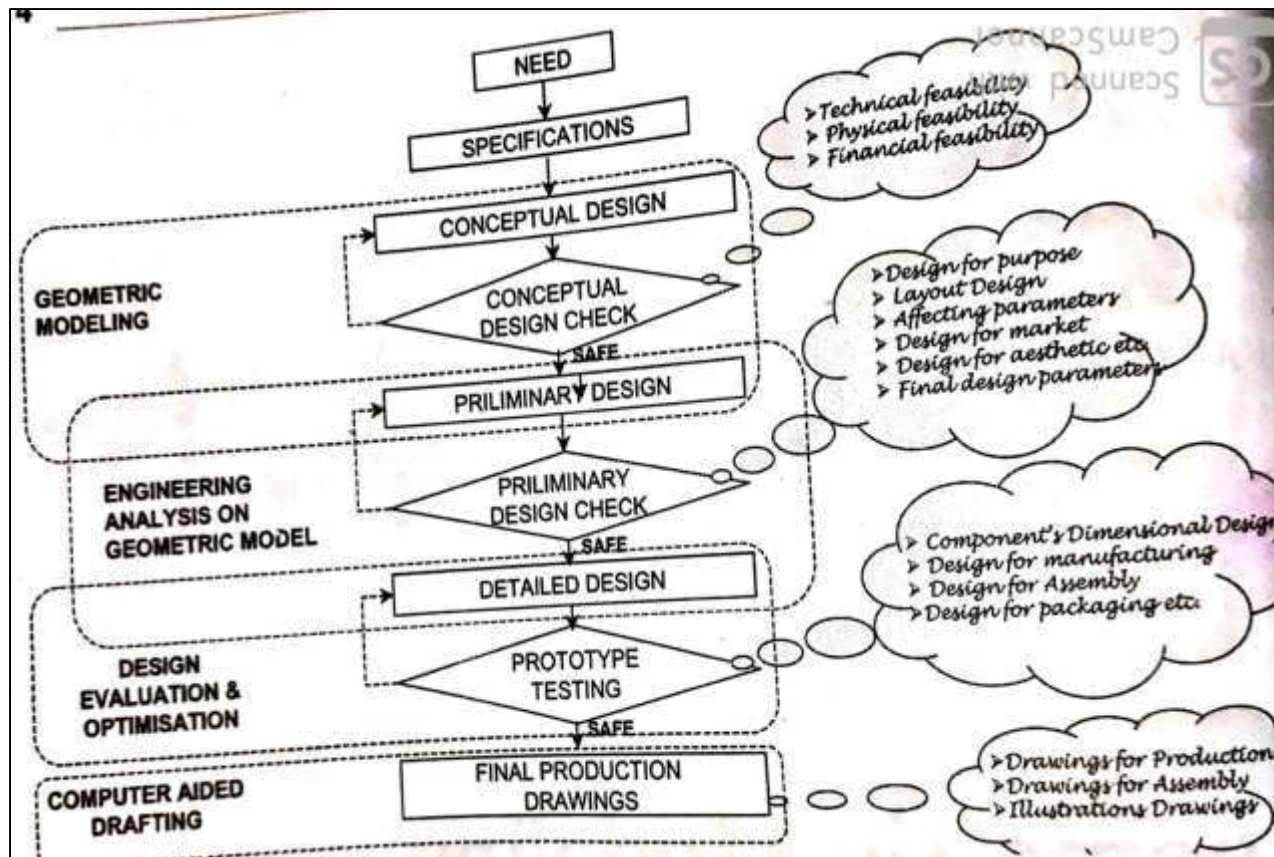 4
CamScanner
Scanned with
CS
NEED
SPECIFICATIONS
CONCEPTUAL DESIGN
CONCEPTUAL
DESIGN CHECK
SAFE
PRILIMINARY DESIGN
PRILIMINARY
DESIGN CHECK
SAFE
DETAILED DESIGN
PROTOTYPE
TESTING
SAFE
FINAL PRODUCTION
DRAWINGS
GEOMETRIC
MODELING
ENGINEERING
ANALYSIS ON
GEOMETRIC MODEL
DESIGN
EVALUATION &
OPTIMISATION
COMPUTER AIDED
DRAFTING
➢Technical feasibility
➢Physical feasibility
➢Financial feasibility
➢Design for purpose
➢Layout Design
➢Affecting parameters
➢Design for market
➢Design for aesthetic etc.
➢Final design parameters
➢Component's Dimensional Design
➢Design for manufacturing
➢Design for Assembly
➢Design for packaging etc.
➢Drawings for Production
➢Drawings for Assembly
➢Illustrations Drawings